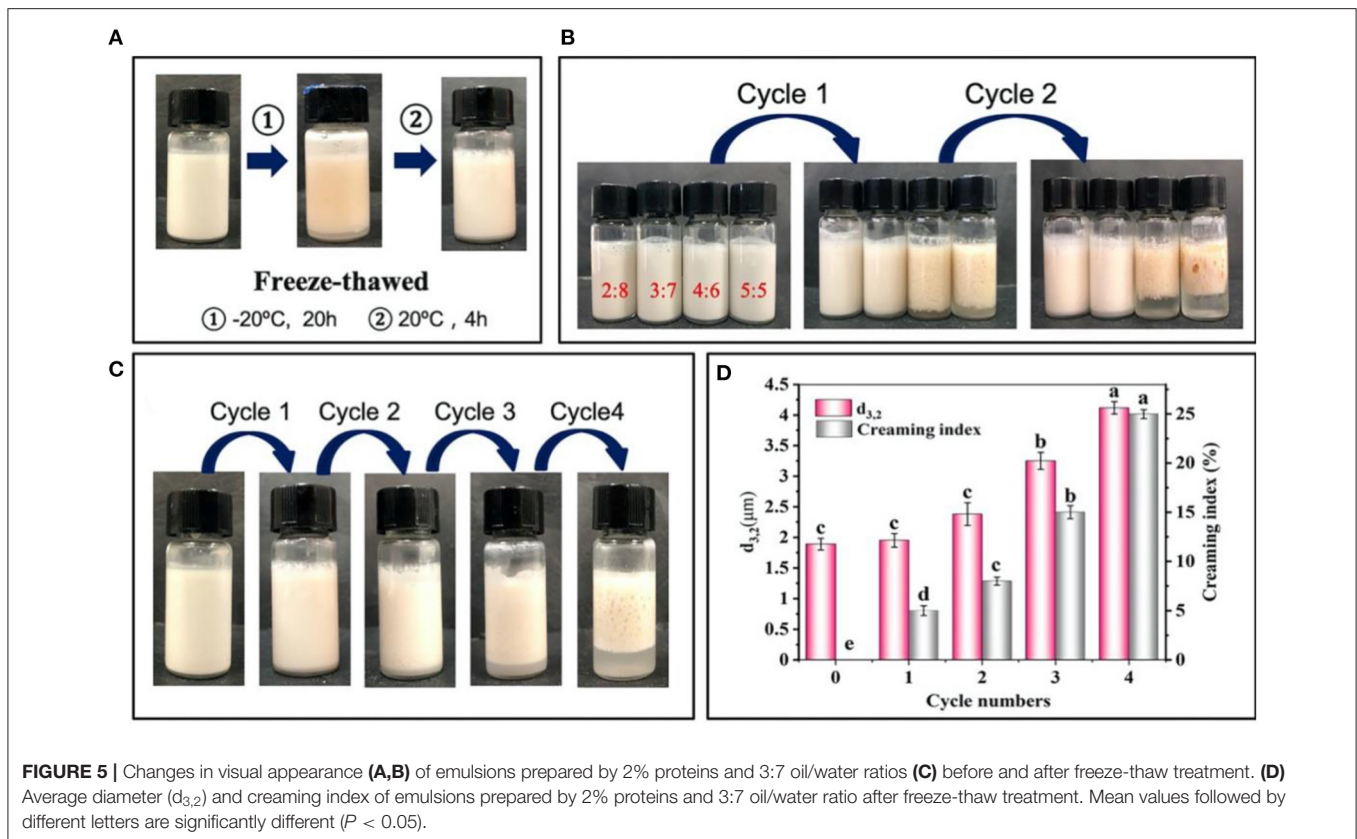 A
①
②
Freeze-thawed
① -20ºC, 20h ② 20ºC , 4h
B
Cycle 1
Cycle 2
2:8 3:7 4:6 5:5
C
Cycle 1
Cycle 2
Cycle 3
Cycle4
D
4.5
4
3.5
3
2.5
2
1.5
1
0.5
0
d3,2(μm)
d3,2
Creaming index
c
e
c
d
c
c
b
b
a
a
25
20
15
10
5
0
Creaming index (%)
0 1 2 3 4
Cycle numbers
FIGURE 5 | Changes in visual appearance (A,B) of emulsions prepared by 2% proteins and 3:7 oil/water ratios (C) before and after freeze-thaw treatment. (D)
Average diameter (d3,2) and creaming index of emulsions prepared by 2% proteins and 3:7 oil/water ratio after freeze-thaw treatment. Mean values followed by
different letters are significantly different (P < 0.05).